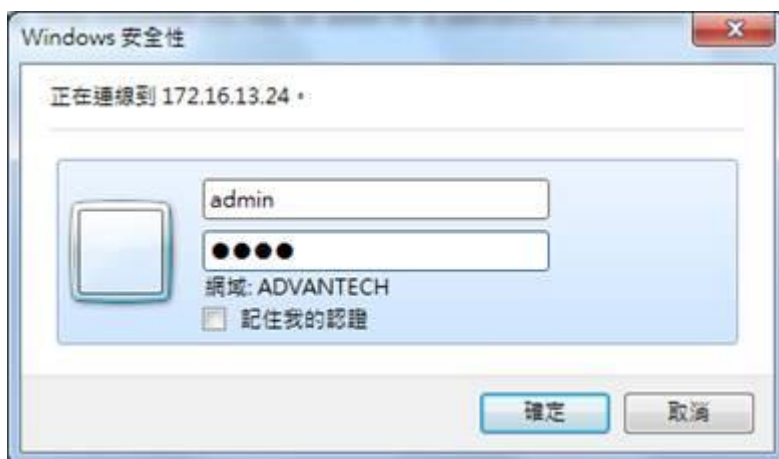 Windows 安全性
正在連線到 172.16.13.24。
admin
●●●●
網域: ADVANTECH
記住我的認證
確定
取消